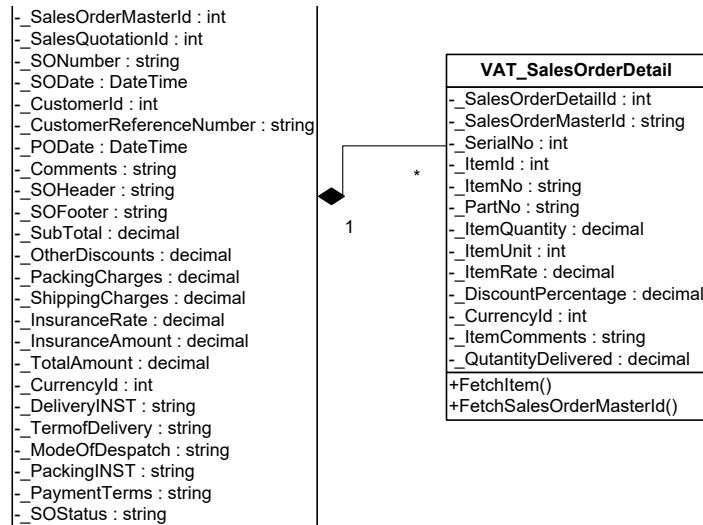 -_SalesOrderMasterId : int
-_SalesQuotationId : int
-_SONumber : string
-_SODate : DateTime
-_CustomerId : int
-_CustomerReferenceNumber : string
-_PODate : DateTime
-_Comments : string
-_SOHeader : string
-_SOFooter : string
-_SubTotal : decimal
-_OtherDiscounts : decimal
-_PackingCharges : decimal
-_ShippingCharges : decimal
-_InsuranceRate : decimal
-_InsuranceAmount : decimal
-_TotalAmount : decimal
-_CurrencyId : int
-_DeliveryINST : string
-_TermofDelivery : string
-_ModeOfDespatch : string
-_PackingINST : string
-_PaymentTerms : string
-_SOStatus : string
1
*
VAT_SalesOrderDetail
-_SalesOrderDetailId : int
-_SalesOrderMasterId : string
-_SerialNo : int
-_ItemId : int
-_ItemNo : string
-_PartNo : string
-_ItemQuantity : decimal
-_ItemUnit : int
-_ItemRate : decimal
-_DiscountPercentage : decimal
-_CurrencyId : int
-_ItemComments : string
-_QutantityDelivered : decimal
+FetchItem()
+FetchSalesOrderMasterId()